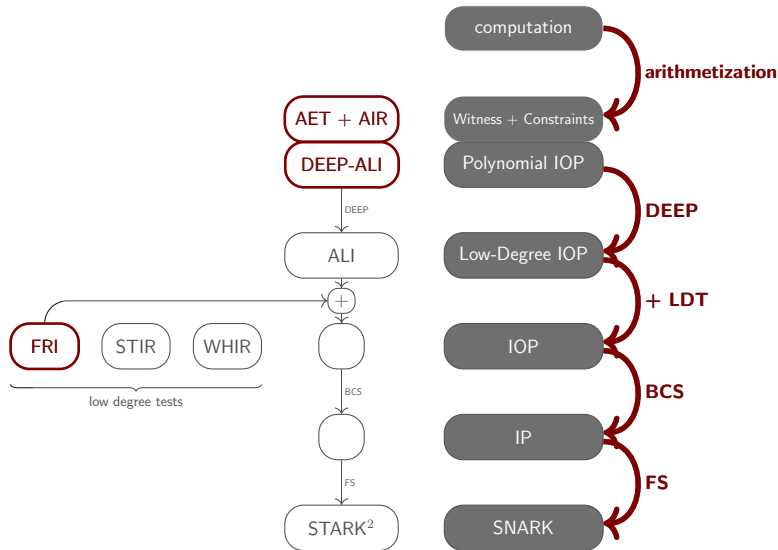 computation
arithmetization
AET + AIR
Witness + Constraints
DEEP-ALI
Polynomial IOP
DEEP
DEEP
ALI
Low-Degree IOP
+
+ LDT
FRI
STIR
WHIR
IOP
low degree tests
BCS
BCS
IP
FS
FS
STARK²
SNARK